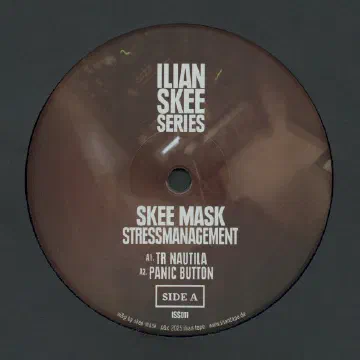 ILIAN
SKEE
SERIES
SKEE MASK
STRESSMANAGEMENT
A1. TR NAUTILA
A2. PANIC BUTTON
SIDE A
ISS011